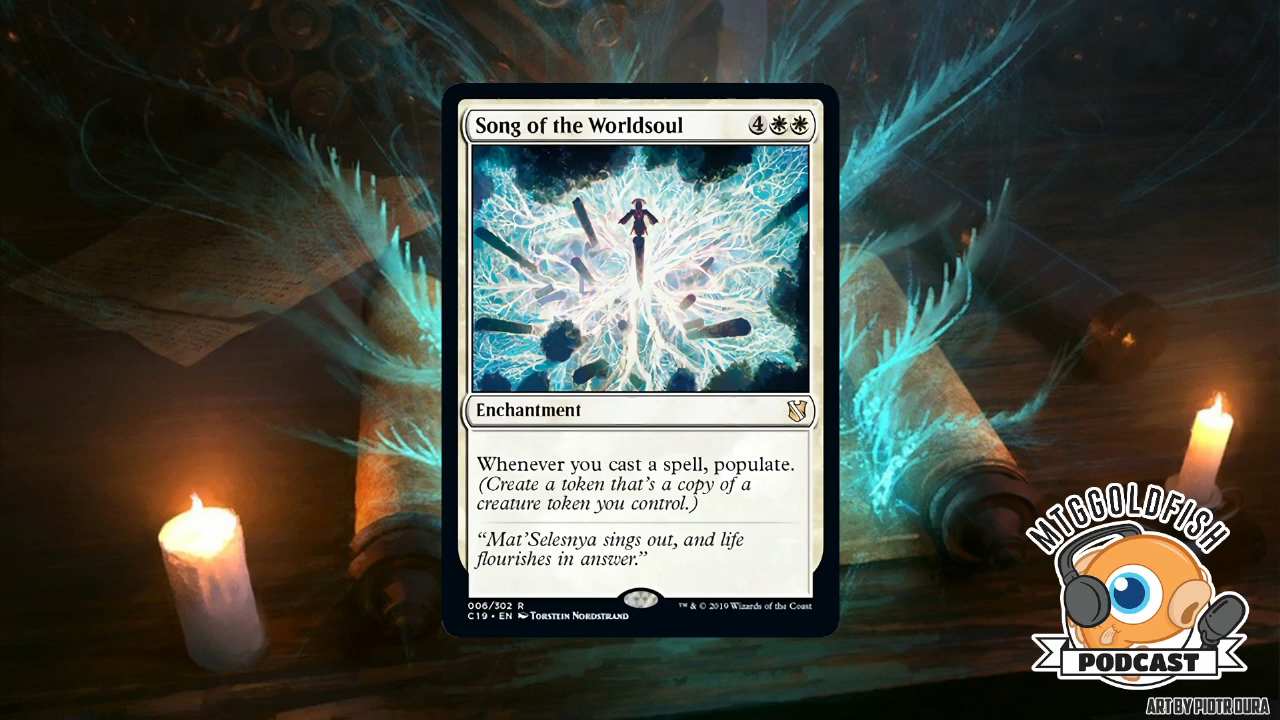 Song of the Worldsoul 4
Enchantment
Whenever you cast a spell, populate.
(Create a token that's a copy of a
creature token you control.)
“Mat'Selesnya sings out, and life
flourishes in answer.”
006/302 R
C19 • EN Torstein Nordstrand
™ & © 2019 Wizards of the Coast
MTGGOLDFISH
PODCAST
ART BY PIOTR DURA